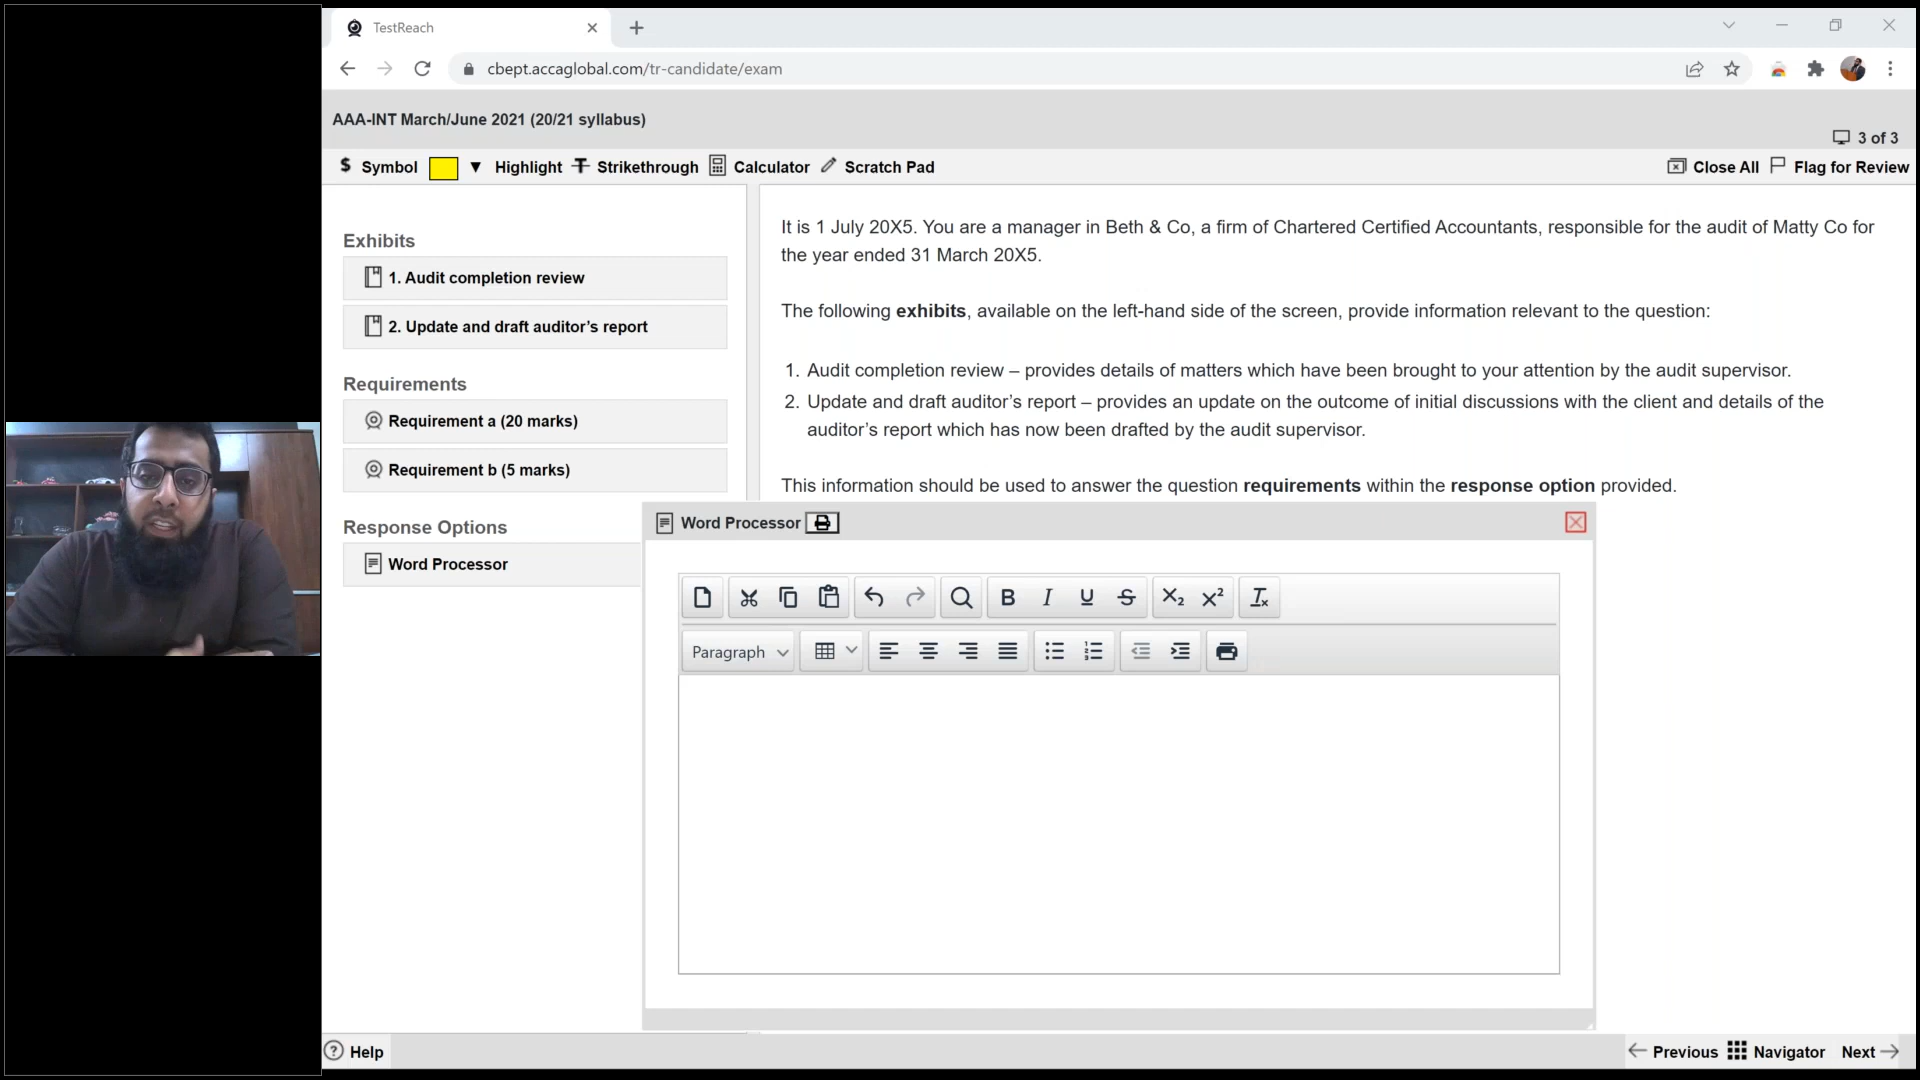 TestReach
cbept.accaglobal.com/tr-candidate/exam
AAA-INT March/June 2021 (20/21 syllabus)
3 of 3
$ Symbol Highlight Strikethrough Calculator Scratch Pad
Close All Flag for Review
Exhibits
1. Audit completion review
2. Update and draft auditor’s report
Requirements
Requirement a (20 marks)
Requirement b (5 marks)
Response Options
Word Processor
It is 1 July 20X5. You are a manager in Beth & Co, a firm of Chartered Certified Accountants, responsible for the audit of Matty Co for
the year ended 31 March 20X5.
The following exhibits, available on the left-hand side of the screen, provide information relevant to the question:
1. Audit completion review – provides details of matters which have been brought to your attention by the audit supervisor.
2. Update and draft auditor’s report – provides an update on the outcome of initial discussions with the client and details of the
auditor’s report which has now been drafted by the audit supervisor.
This information should be used to answer the question requirements within the response option provided.
Word Processor
B I U S X₂ X² Tx
Paragraph
Help
Previous Navigator Next